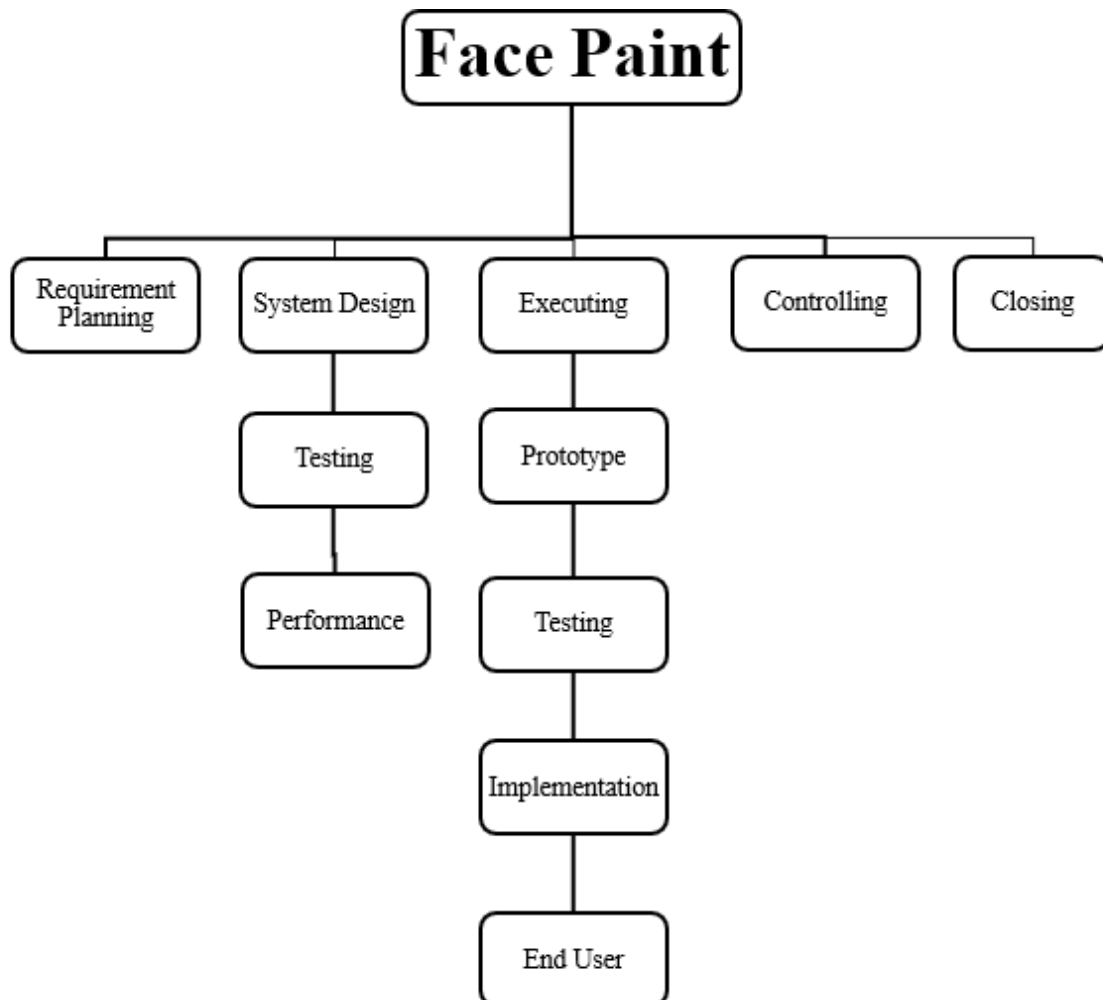 Face Paint
Requirement
Planning
System Design
Executing
Controlling
Closing
Testing
Prototype
Performance
Testing
Implementation
End User